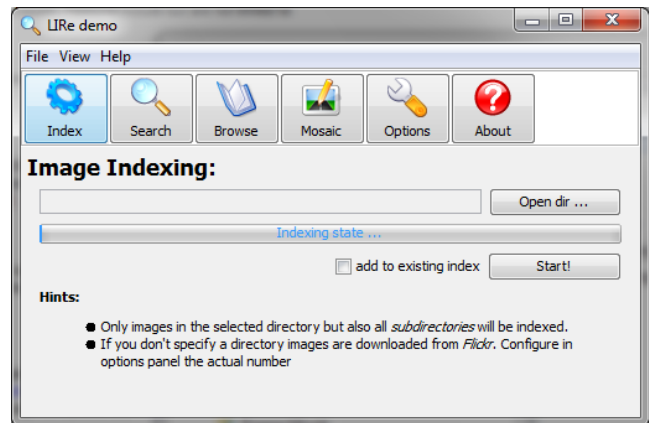 LIRe demo
File View Help
Index Search Browse Mosaic Options About
Image Indexing:
Open dir ...
Indexing state ...
add to existing index Start!
Hints:
Only images in the selected directory but also all subdirectories will be indexed.
If you don't specify a directory images are downloaded from Flickr. Configure in
options panel the actual number